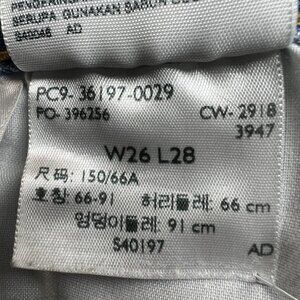 SERUPA GUNAKAN SABUN
AD
PC9- 36197-0029
PO- 396256 CW- 2918
3947
W26 L28
尺码: 150/66A
호칭: 66-91 허리둘레: 66 cm
엉덩이둘레: 91 cm
S40197 AD